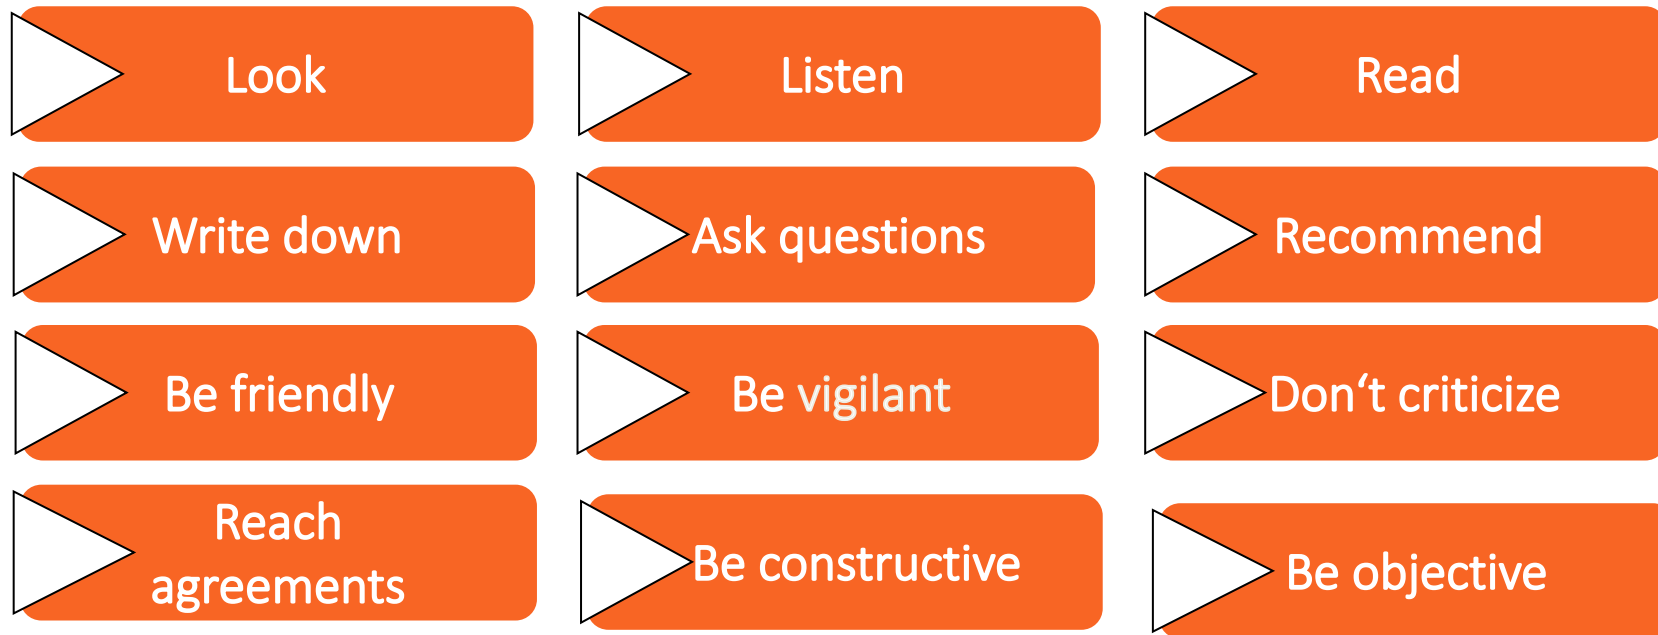 Look
Listen
Read
Write down
Ask questions
Recommend
Be friendly
Be vigilant
Don‘t criticize
Reach
agreements
Be constructive
Be objective